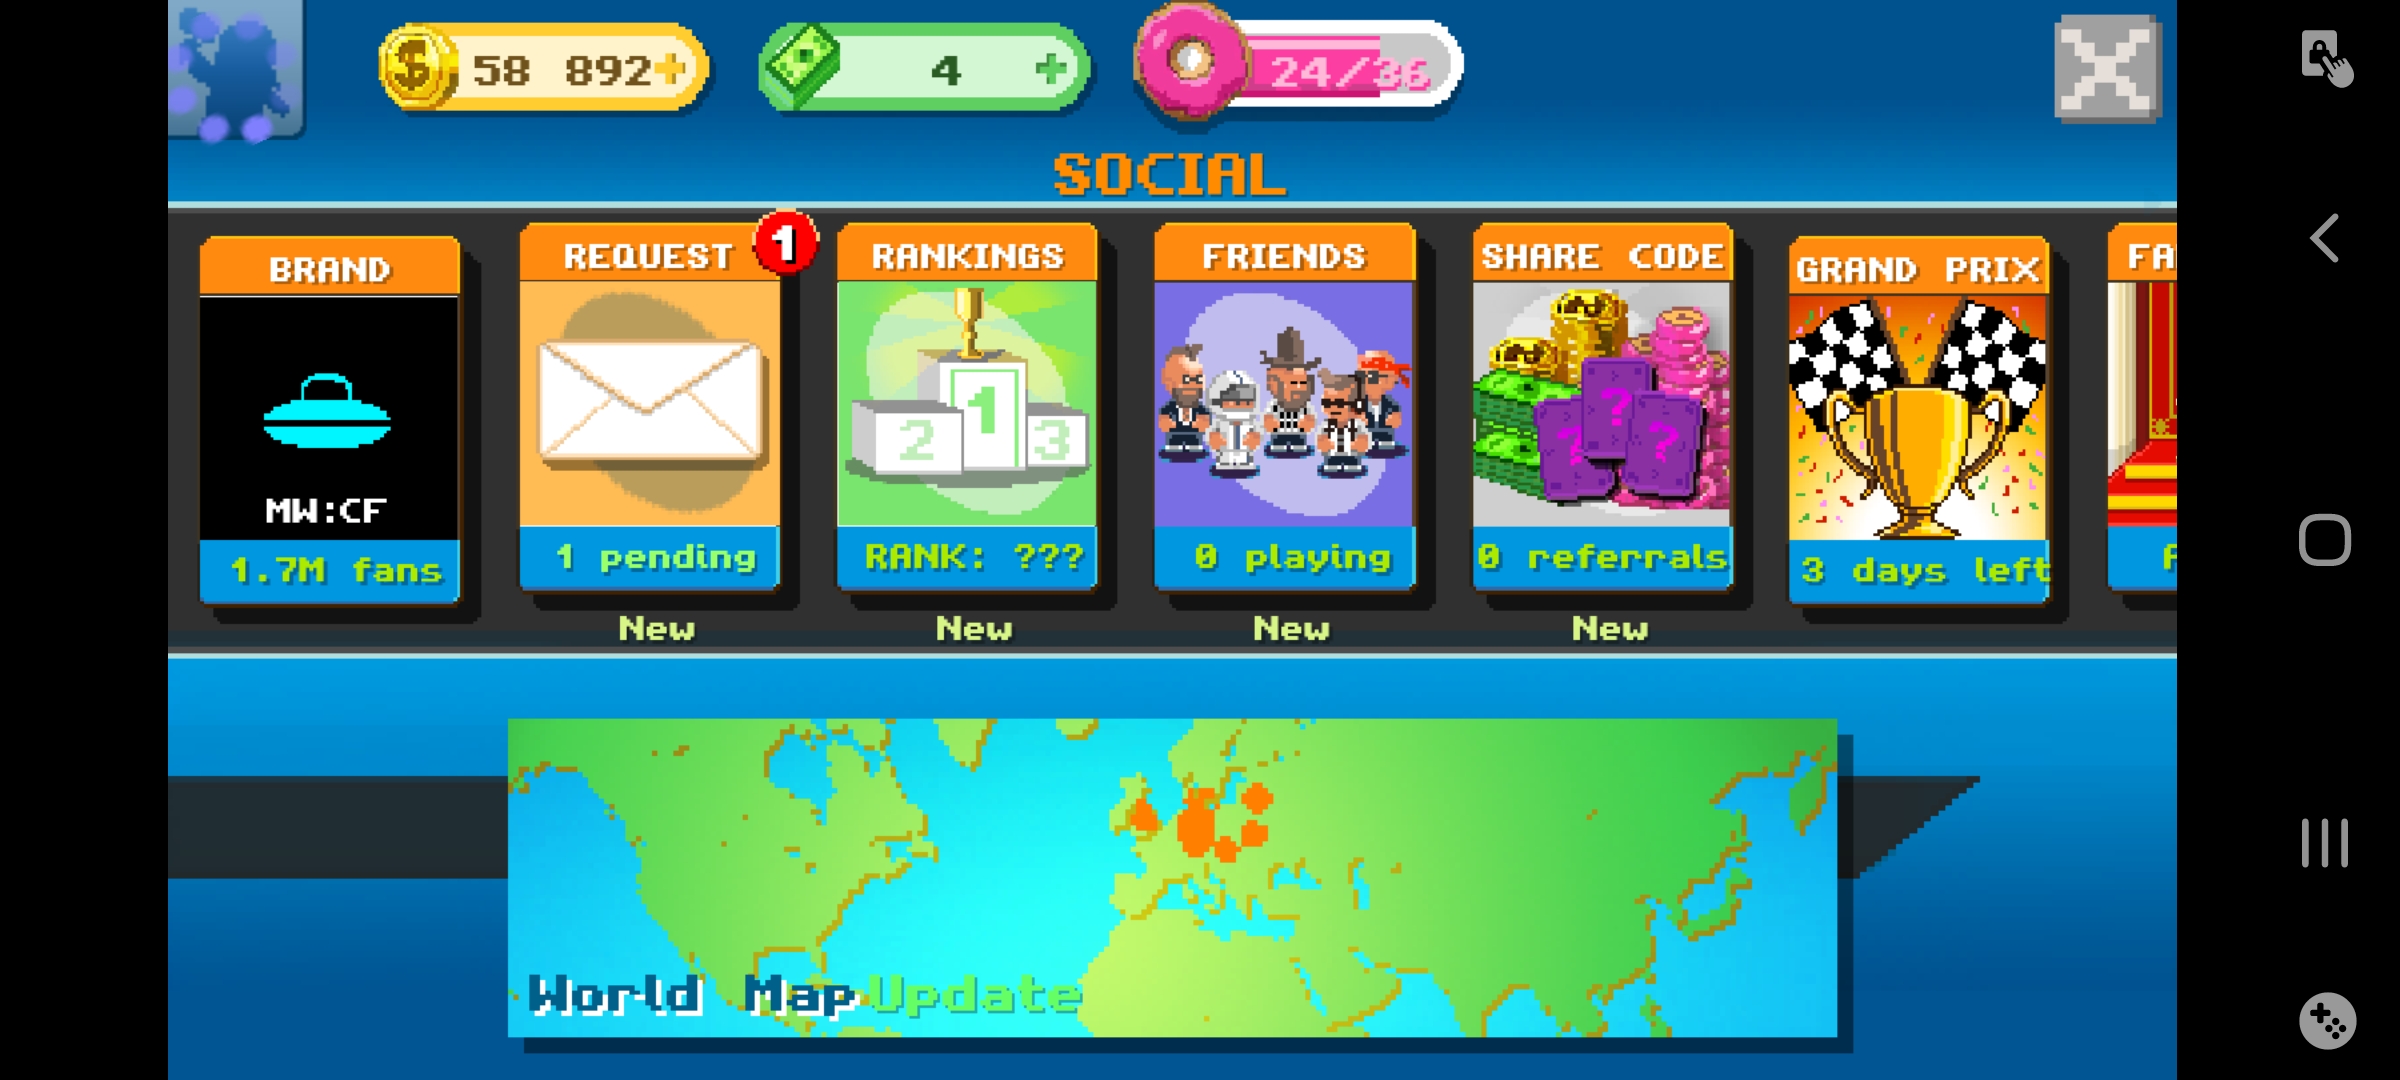 58 892
4
24/36
SOCIAL
BRAND
MW:CF
1.7M fans
REQUEST
1
1 pending
New
RANKINGS
1
2
3
RANK: ???
New
FRIENDS
0 playing
New
SHARE CODE
? ? ?
0 referrals
New
GRAND PRIX
3 days left
FA
World Map Update